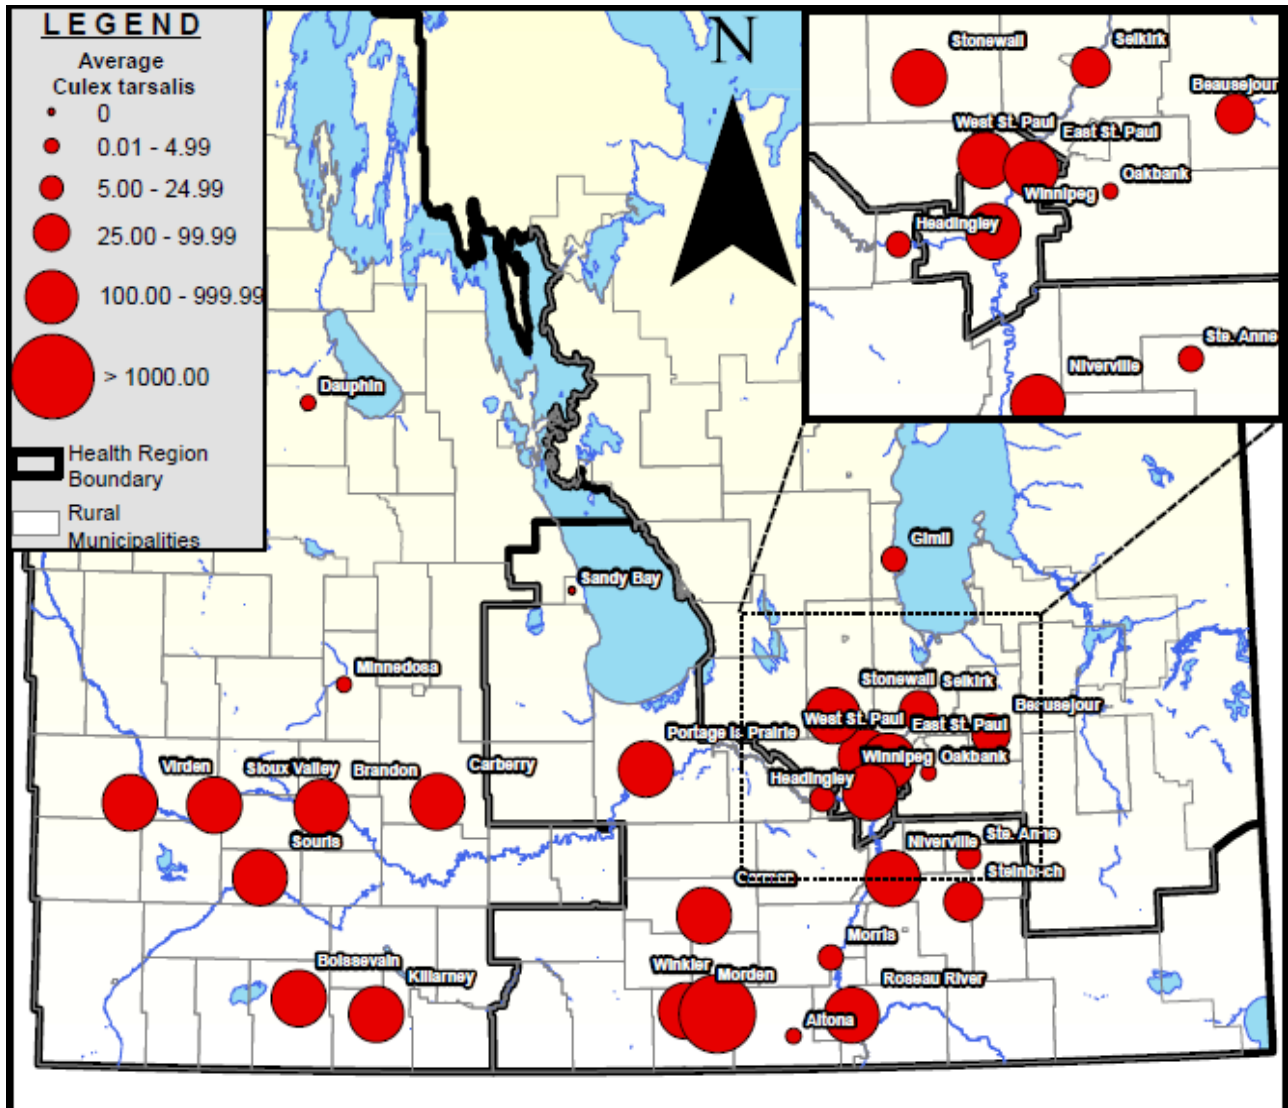 LEGEND
Average
Culex tarsalis
0
0.01 - 4.99
5.00 - 24.99
25.00 - 99.99
100.00 - 999.99
> 1000.00
Health Region
Boundary
Rural
Municipalities
N
Stonewall
Selkirk
Beausejour
West St. Paul
East St. Paul
Oakbank
Winnipeg
Headingley
Ste. Anne
Niverville
Dauphin
Gimli
Sandy Bay
Minnedosa
Stonewall
Selkirk
Beausejour
West St. Paul
East St. Paul
Portage la Prairie
Winnipeg
Oakbank
Headingley
Virden
Sioux Valley
Brandon
Carberry
Souris
Niverville
Ste. Anne
Steinbach
Carman
Morris
Boissevain
Killarney
Winkler
Morden
Roseau River
Altona